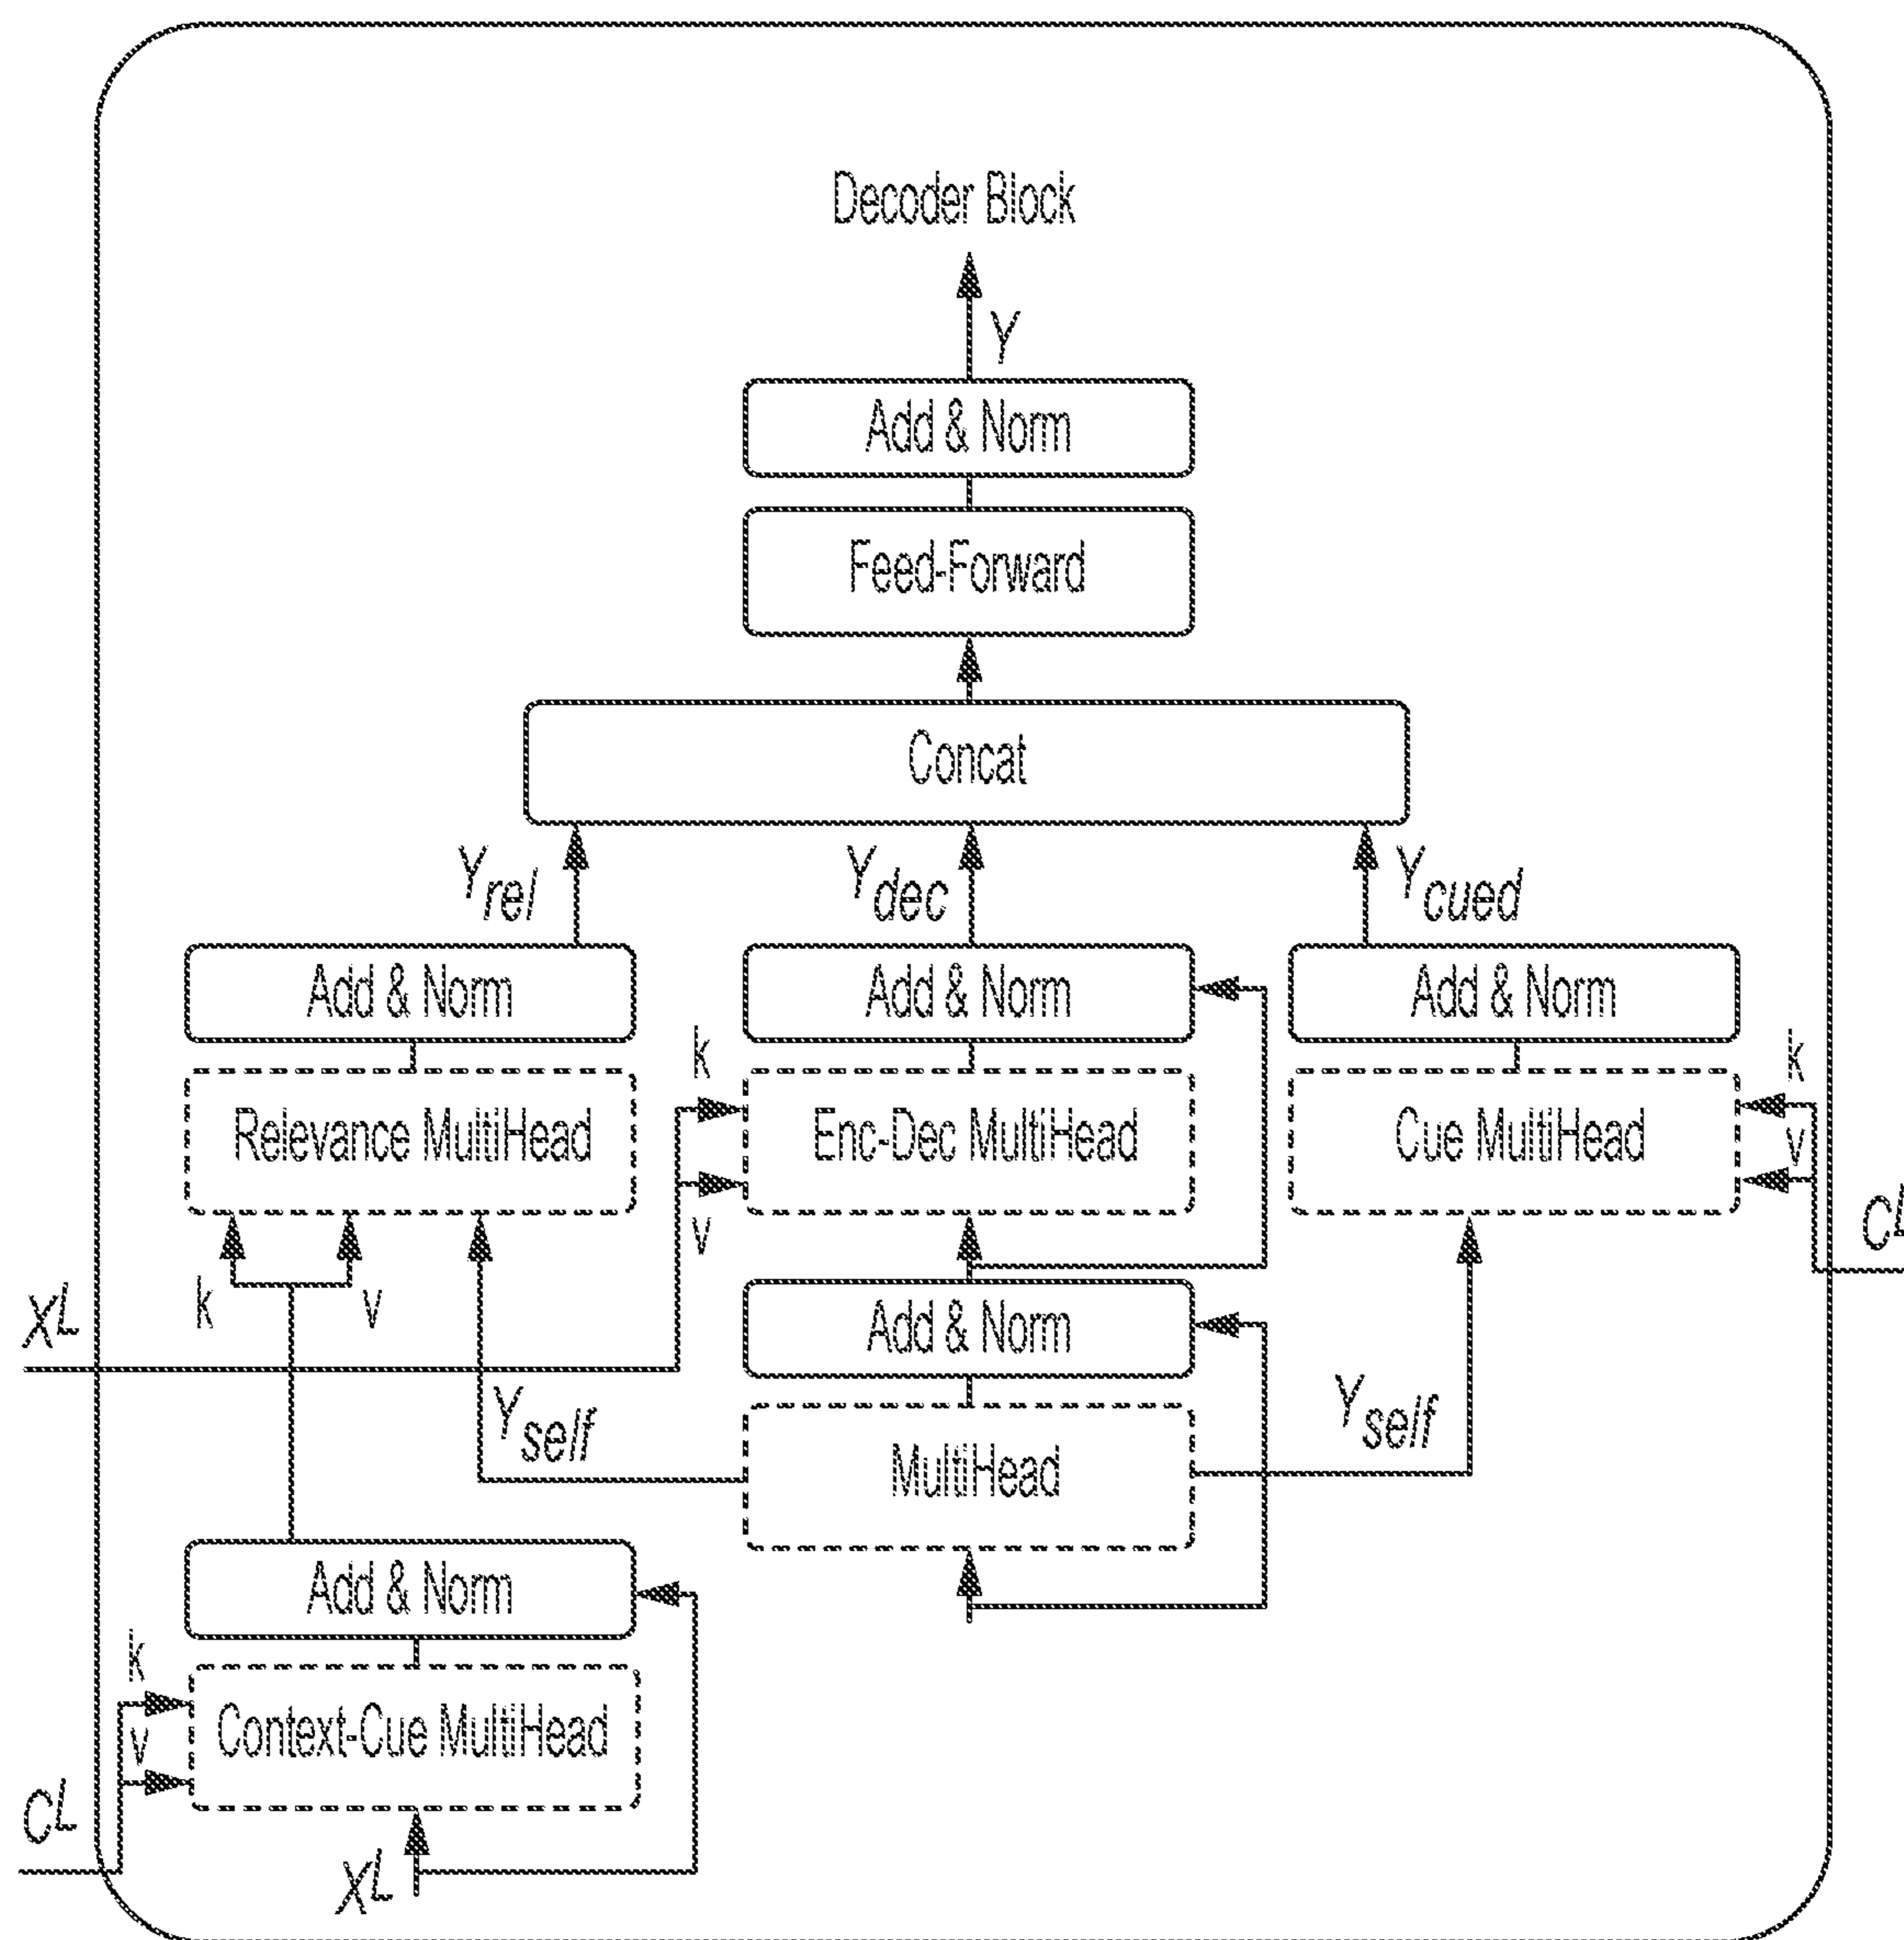 Decoder Block
Y
Add & Norm
Feed-Forward
Concat
Yrel
Ydec
Ycued
Add & Norm
Add & Norm
Add & Norm
k
k
Relevance MultiHead
Enc-Dec MultiHead
Cue MultiHead
v
v
k
v
Cᴸ
Xᴸ
Add & Norm
Yself
Yself
MultiHead
Add & Norm
k
v
Context-Cue MultiHead
Cᴸ
Xᴸ